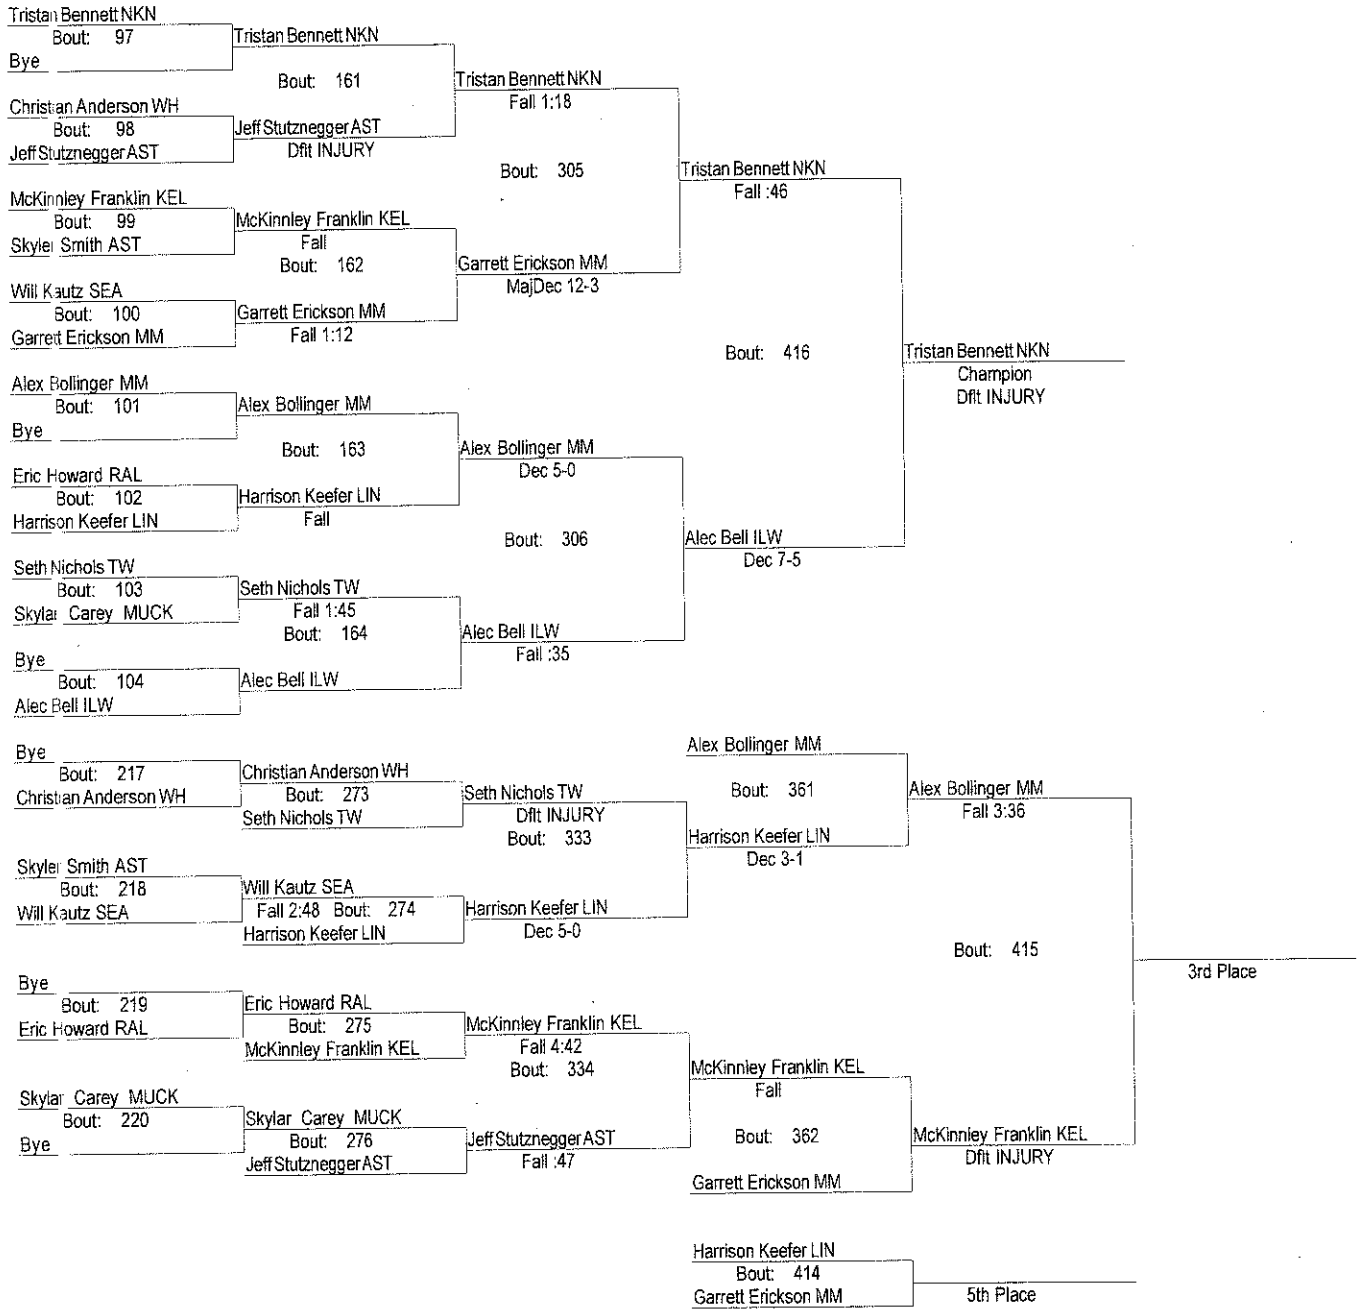 Tristan Bennett NKN
Bout: 97
Bye
Tristan Bennett NKN
Bout: 161
Christian Anderson WH
Bout: 98
Jeff Stutznegger AST
Jeff Stutznegger AST
Dflt INJURY
Tristan Bennett NKN
Fall 1:18
Bout: 305
McKinnley Franklin KEL
Bout: 99
Skyler Smith AST
McKinnley Franklin KEL
Fall
Bout: 162
Will Kautz SEA
Bout: 100
Garrett Erickson MM
Garrett Erickson MM
Fall 1:12
Garrett Erickson MM
MajDec 12-3
Tristan Bennett NKN
Fall :46
Bout: 416
Tristan Bennett NKN
Champion
Dflt INJURY
Alex Bollinger MM
Bout: 101
Bye
Alex Bollinger MM
Bout: 163
Eric Howard RAL
Bout: 102
Harrison Keefer LIN
Harrison Keefer LIN
Fall
Alex Bollinger MM
Dec 5-0
Bout: 306
Seth Nichols TW
Bout: 103
Skylar Carey MUCK
Seth Nichols TW
Fall 1:45
Bout: 164
Bye
Bout: 104
Alec Bell ILW
Alec Bell ILW
Alec Bell ILW
Fall :35
Alec Bell ILW
Dec 7-5
Bye
Bout: 217
Christian Anderson WH
Christian Anderson WH
Bout: 273
Seth Nichols TW
Seth Nichols TW
Dflt INJURY
Bout: 333
Skyler Smith AST
Bout: 218
Will Kautz SEA
Will Kautz SEA
Fall 2:48 Bout: 274
Harrison Keefer LIN
Harrison Keefer LIN
Dec 5-0
Alex Bollinger MM
Bout: 361
Harrison Keefer LIN
Dec 3-1
Alex Bollinger MM
Fall 3:36
Bout: 415
3rd Place
Bye
Bout: 219
Eric Howard RAL
Eric Howard RAL
Bout: 275
McKinnley Franklin KEL
McKinnley Franklin KEL
Fall 4:42
Bout: 334
Skylar Carey MUCK
Bout: 220
Bye
Skylar Carey MUCK
Bout: 276
Jeff Stutznegger AST
Jeff Stutznegger AST
Fall :47
McKinnley Franklin KEL
Fall
Bout: 362
Garrett Erickson MM
McKinnley Franklin KEL
Dflt INJURY
Harrison Keefer LIN
Bout: 414
Garrett Erickson MM
5th Place